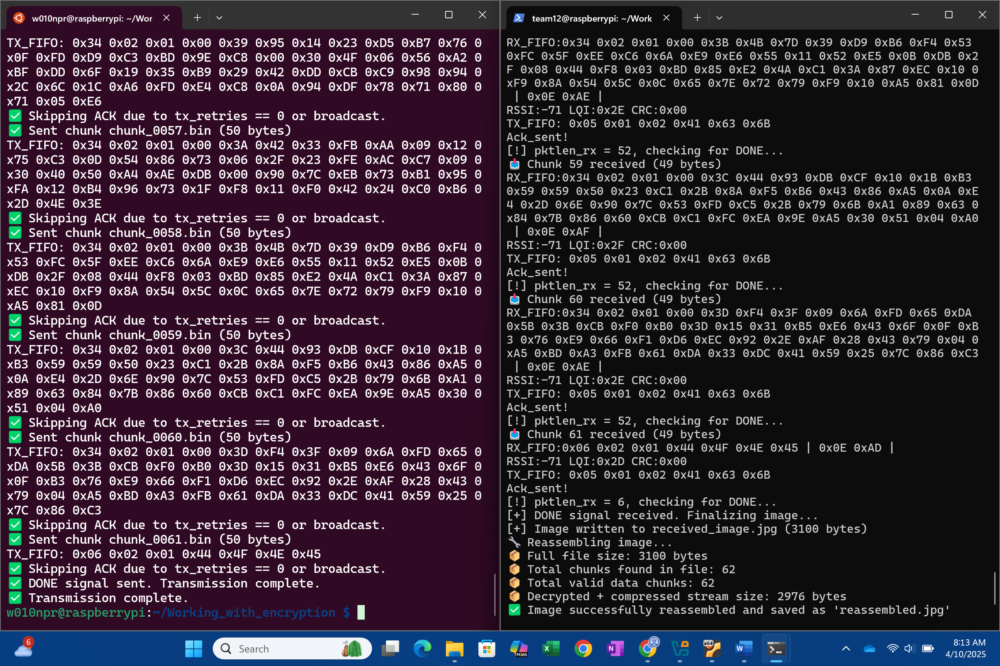 w010npr@raspberrypi: ~/Wor
TX_FIFO: 0x34 0x02 0x01 0x00 0x39 0x95 0x14 0x23 0xD5 0xB7 0x76 0
x0F 0xFD 0xD9 0xC3 0xBD 0x9E 0xC8 0x00 0x30 0x4F 0x06 0x56 0xA2 0
xBF 0xDD 0x6F 0x19 0x35 0xB9 0x29 0x42 0xDD 0xCB 0xC9 0x98 0x94 0
x2C 0x6C 0x1C 0xA6 0xFD 0xE4 0xC8 0x0A 0x94 0xDF 0x78 0x71 0x80 0
x71 0x05 0xE6
✅ Skipping ACK due to tx_retries == 0 or broadcast.
✅ Sent chunk chunk_0057.bin (50 bytes)
TX_FIFO: 0x34 0x02 0x01 0x00 0x3A 0x42 0x33 0xFB 0xAA 0x09 0x12 0
x75 0xC3 0x0D 0x54 0x86 0x73 0x06 0x2F 0x23 0xFE 0xAC 0xC7 0x09 0
x30 0x40 0x50 0xA4 0xAE 0xDB 0x00 0x90 0x7C 0xEB 0x73 0xB1 0x95 0
xFA 0x12 0xB4 0x96 0x73 0x1F 0xF8 0x11 0xF0 0x42 0x24 0xC0 0xB6 0
x2D 0x4E 0x3E
✅ Skipping ACK due to tx_retries == 0 or broadcast.
✅ Sent chunk chunk_0058.bin (50 bytes)
TX_FIFO: 0x34 0x02 0x01 0x00 0x3B 0x4B 0x7D 0x39 0xD9 0xB6 0xF4 0
x53 0xFC 0x5F 0xEE 0xC6 0x6A 0xE9 0xE6 0x55 0x11 0x52 0xE5 0x0B 0
xDB 0x2F 0x08 0x44 0xF8 0x03 0xBD 0x85 0xE2 0x4A 0xC1 0x3A 0x87 0
xEC 0x10 0xF9 0x8A 0x54 0x5C 0x0C 0x65 0x7E 0x72 0x79 0xF9 0x10 0
xA5 0x81 0x0D
✅ Skipping ACK due to tx_retries == 0 or broadcast.
✅ Sent chunk chunk_0059.bin (50 bytes)
TX_FIFO: 0x34 0x02 0x01 0x00 0x3C 0x44 0x93 0xDB 0xCF 0x10 0x1B 0
xB3 0x59 0x59 0x50 0x23 0xC1 0x2B 0x8A 0xF5 0xB6 0x43 0x86 0xA5 0
x0A 0xE4 0x2D 0x6E 0x90 0x7C 0x53 0xFD 0xC5 0x2B 0x79 0x6B 0xA1 0
x89 0x63 0x84 0x7B 0x86 0x60 0xCB 0xC1 0xFC 0xEA 0x9E 0xA5 0x30 0
x51 0x04 0xA0
✅ Skipping ACK due to tx_retries == 0 or broadcast.
✅ Sent chunk chunk_0060.bin (50 bytes)
TX_FIFO: 0x34 0x02 0x01 0x00 0x3D 0xF4 0x3F 0x09 0x6A 0xFD 0x65 0
xDA 0x5B 0x3B 0xCB 0xF0 0xB0 0x3D 0x15 0x31 0xB5 0xE6 0x43 0x6F 0
x0F 0xB3 0x76 0xE9 0x66 0xF1 0xD6 0xEC 0x92 0x2E 0xAF 0x28 0x43 0
x79 0x04 0xA5 0xBD 0xA3 0xFB 0x61 0xDA 0x33 0xDC 0x41 0x59 0x25 0
x7C 0x86 0xC3
✅ Skipping ACK due to tx_retries == 0 or broadcast.
✅ Sent chunk chunk_0061.bin (50 bytes)
TX_FIFO: 0x06 0x02 0x01 0x44 0x4F 0x4E 0x45
✅ Skipping ACK due to tx_retries == 0 or broadcast.
✅ DONE signal sent. Transmission complete.
✅ Transmission complete.
w010npr@raspberrypi:~/Working_with_encryption $
team12@raspberrypi: ~/Work
RX_FIFO:0x34 0x02 0x01 0x00 0x3B 0x4B 0x7D 0x39 0xD9 0xB6 0xF4 0x53
0xFC 0x5F 0xEE 0xC6 0x6A 0xE9 0xE6 0x55 0x11 0x52 0xE5 0x0B 0xDB 0x2
F 0x08 0x44 0xF8 0x03 0xBD 0x85 0xE2 0x4A 0xC1 0x3A 0x87 0xEC 0x10 0
xF9 0x8A 0x54 0x5C 0x0C 0x65 0x7E 0x72 0x79 0xF9 0x10 0xA5 0x81 0x0D
| 0x0E 0xAE |
RSSI:-71 LQI:0x2E CRC:0x00
TX_FIFO: 0x05 0x01 0x02 0x41 0x63 0x6B
Ack_sent!
[!] pktlen_rx = 52, checking for DONE...
📥 Chunk 59 received (49 bytes)
RX_FIFO:0x34 0x02 0x01 0x00 0x3C 0x44 0x93 0xDB 0xCF 0x10 0x1B 0xB3
0x59 0x59 0x50 0x23 0xC1 0x2B 0x8A 0xF5 0xB6 0x43 0x86 0xA5 0x0A 0xE
4 0x2D 0x6E 0x90 0x7C 0x53 0xFD 0xC5 0x2B 0x79 0x6B 0xA1 0x89 0x63 0
x84 0x7B 0x86 0x60 0xCB 0xC1 0xFC 0xEA 0x9E 0xA5 0x30 0x51 0x04 0xA0
| 0x0E 0xAF |
RSSI:-71 LQI:0x2F CRC:0x00
TX_FIFO: 0x05 0x01 0x02 0x41 0x63 0x6B
Ack_sent!
[!] pktlen_rx = 52, checking for DONE...
📥 Chunk 60 received (49 bytes)
RX_FIFO:0x34 0x02 0x01 0x00 0x3D 0xF4 0x3F 0x09 0x6A 0xFD 0x65 0xDA
0x5B 0x3B 0xCB 0xF0 0xB0 0x3D 0x15 0x31 0xB5 0xE6 0x43 0x6F 0x0F 0xB
3 0x76 0xE9 0x66 0xF1 0xD6 0xEC 0x92 0x2E 0xAF 0x28 0x43 0x79 0x04 0
xA5 0xBD 0xA3 0xFB 0x61 0xDA 0x33 0xDC 0x41 0x59 0x25 0x7C 0x86 0xC3
| 0x0E 0xAE |
RSSI:-71 LQI:0x2E CRC:0x00
TX_FIFO: 0x05 0x01 0x02 0x41 0x63 0x6B
Ack_sent!
[!] pktlen_rx = 52, checking for DONE...
📥 Chunk 61 received (49 bytes)
RX_FIFO:0x06 0x02 0x01 0x44 0x4F 0x4E 0x45 | 0x0E 0xAD |
RSSI:-71 LQI:0x2D CRC:0x00
TX_FIFO: 0x05 0x01 0x02 0x41 0x63 0x6B
Ack_sent!
[!] pktlen_rx = 6, checking for DONE...
[+] DONE signal received. Finalizing image...
[+] Image written to received_image.jpg (3100 bytes)
🔧 Reassembling image...
📦 Full file size: 3100 bytes
📦 Total chunks found in file: 62
📦 Total valid data chunks: 62
📦 Decrypted + compressed stream size: 2976 bytes
✅ Image successfully reassembled and saved as 'reassembled.jpg'
6
Search
M365
X
N
x64
W
8:13 AM
4/10/2025